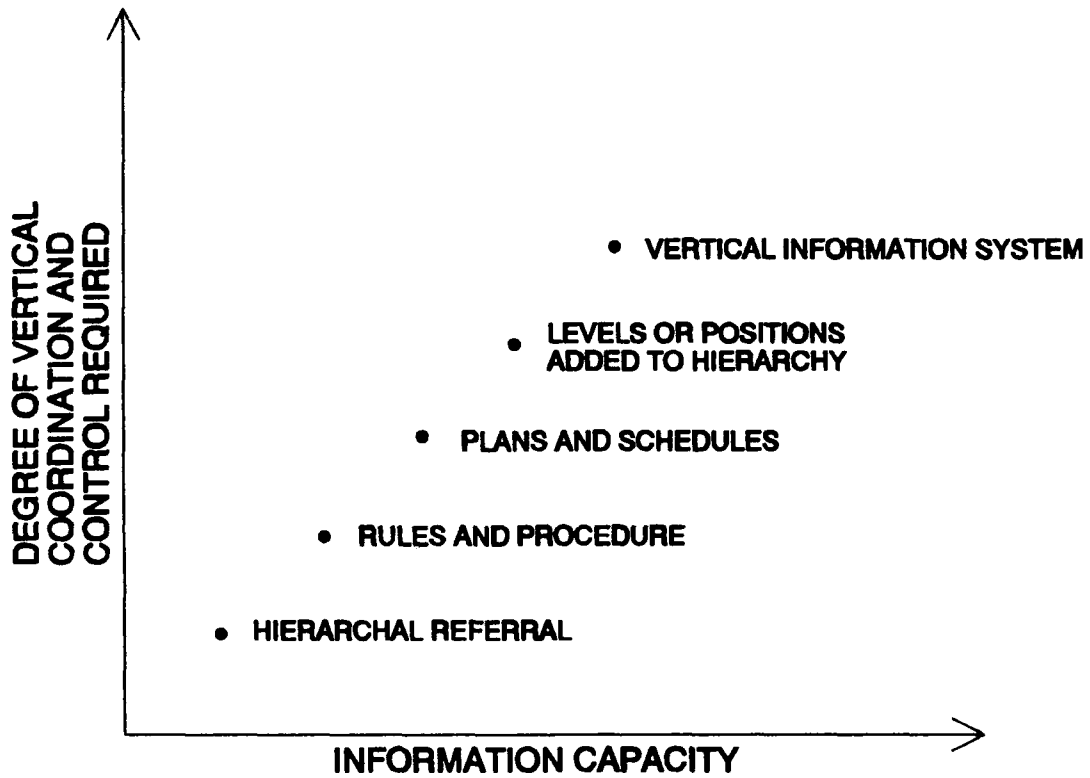 DEGREE OF VERTICAL
COORDINATION AND
CONTROL REQUIRED
VERTICAL INFORMATION SYSTEM
LEVELS OR POSITIONS
ADDED TO HIERARCHY
PLANS AND SCHEDULES
RULES AND PROCEDURE
HIERARCHAL REFERRAL
INFORMATION CAPACITY